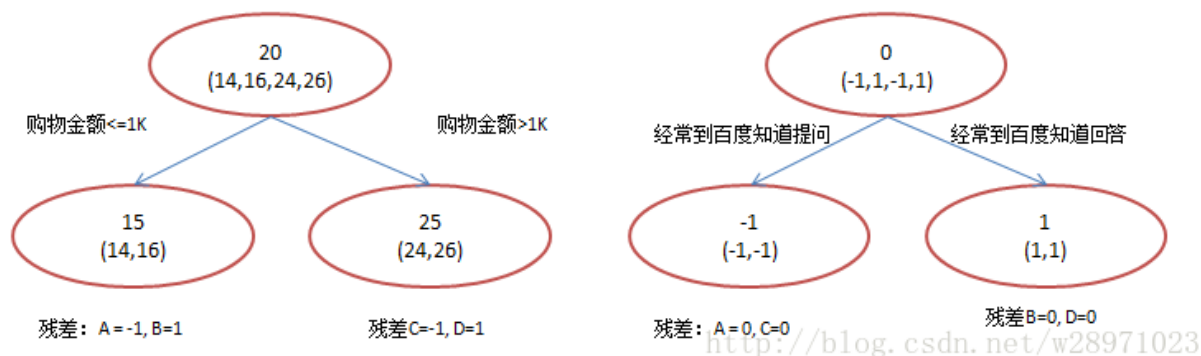 20
(14,16,24,26)
0
(-1,1,-1,1)
购物金额<=1K
购物金额>1K
经常到百度知道提问
经常到百度知道回答
15
(14,16)
25
(24,26)
-1
(-1,-1)
1
(1,1)
残差：A = -1, B=1
残差C=-1, D=1
残差：A = 0, C=0
残差B=0, D=0
http://blog.csdn.net/w28971023